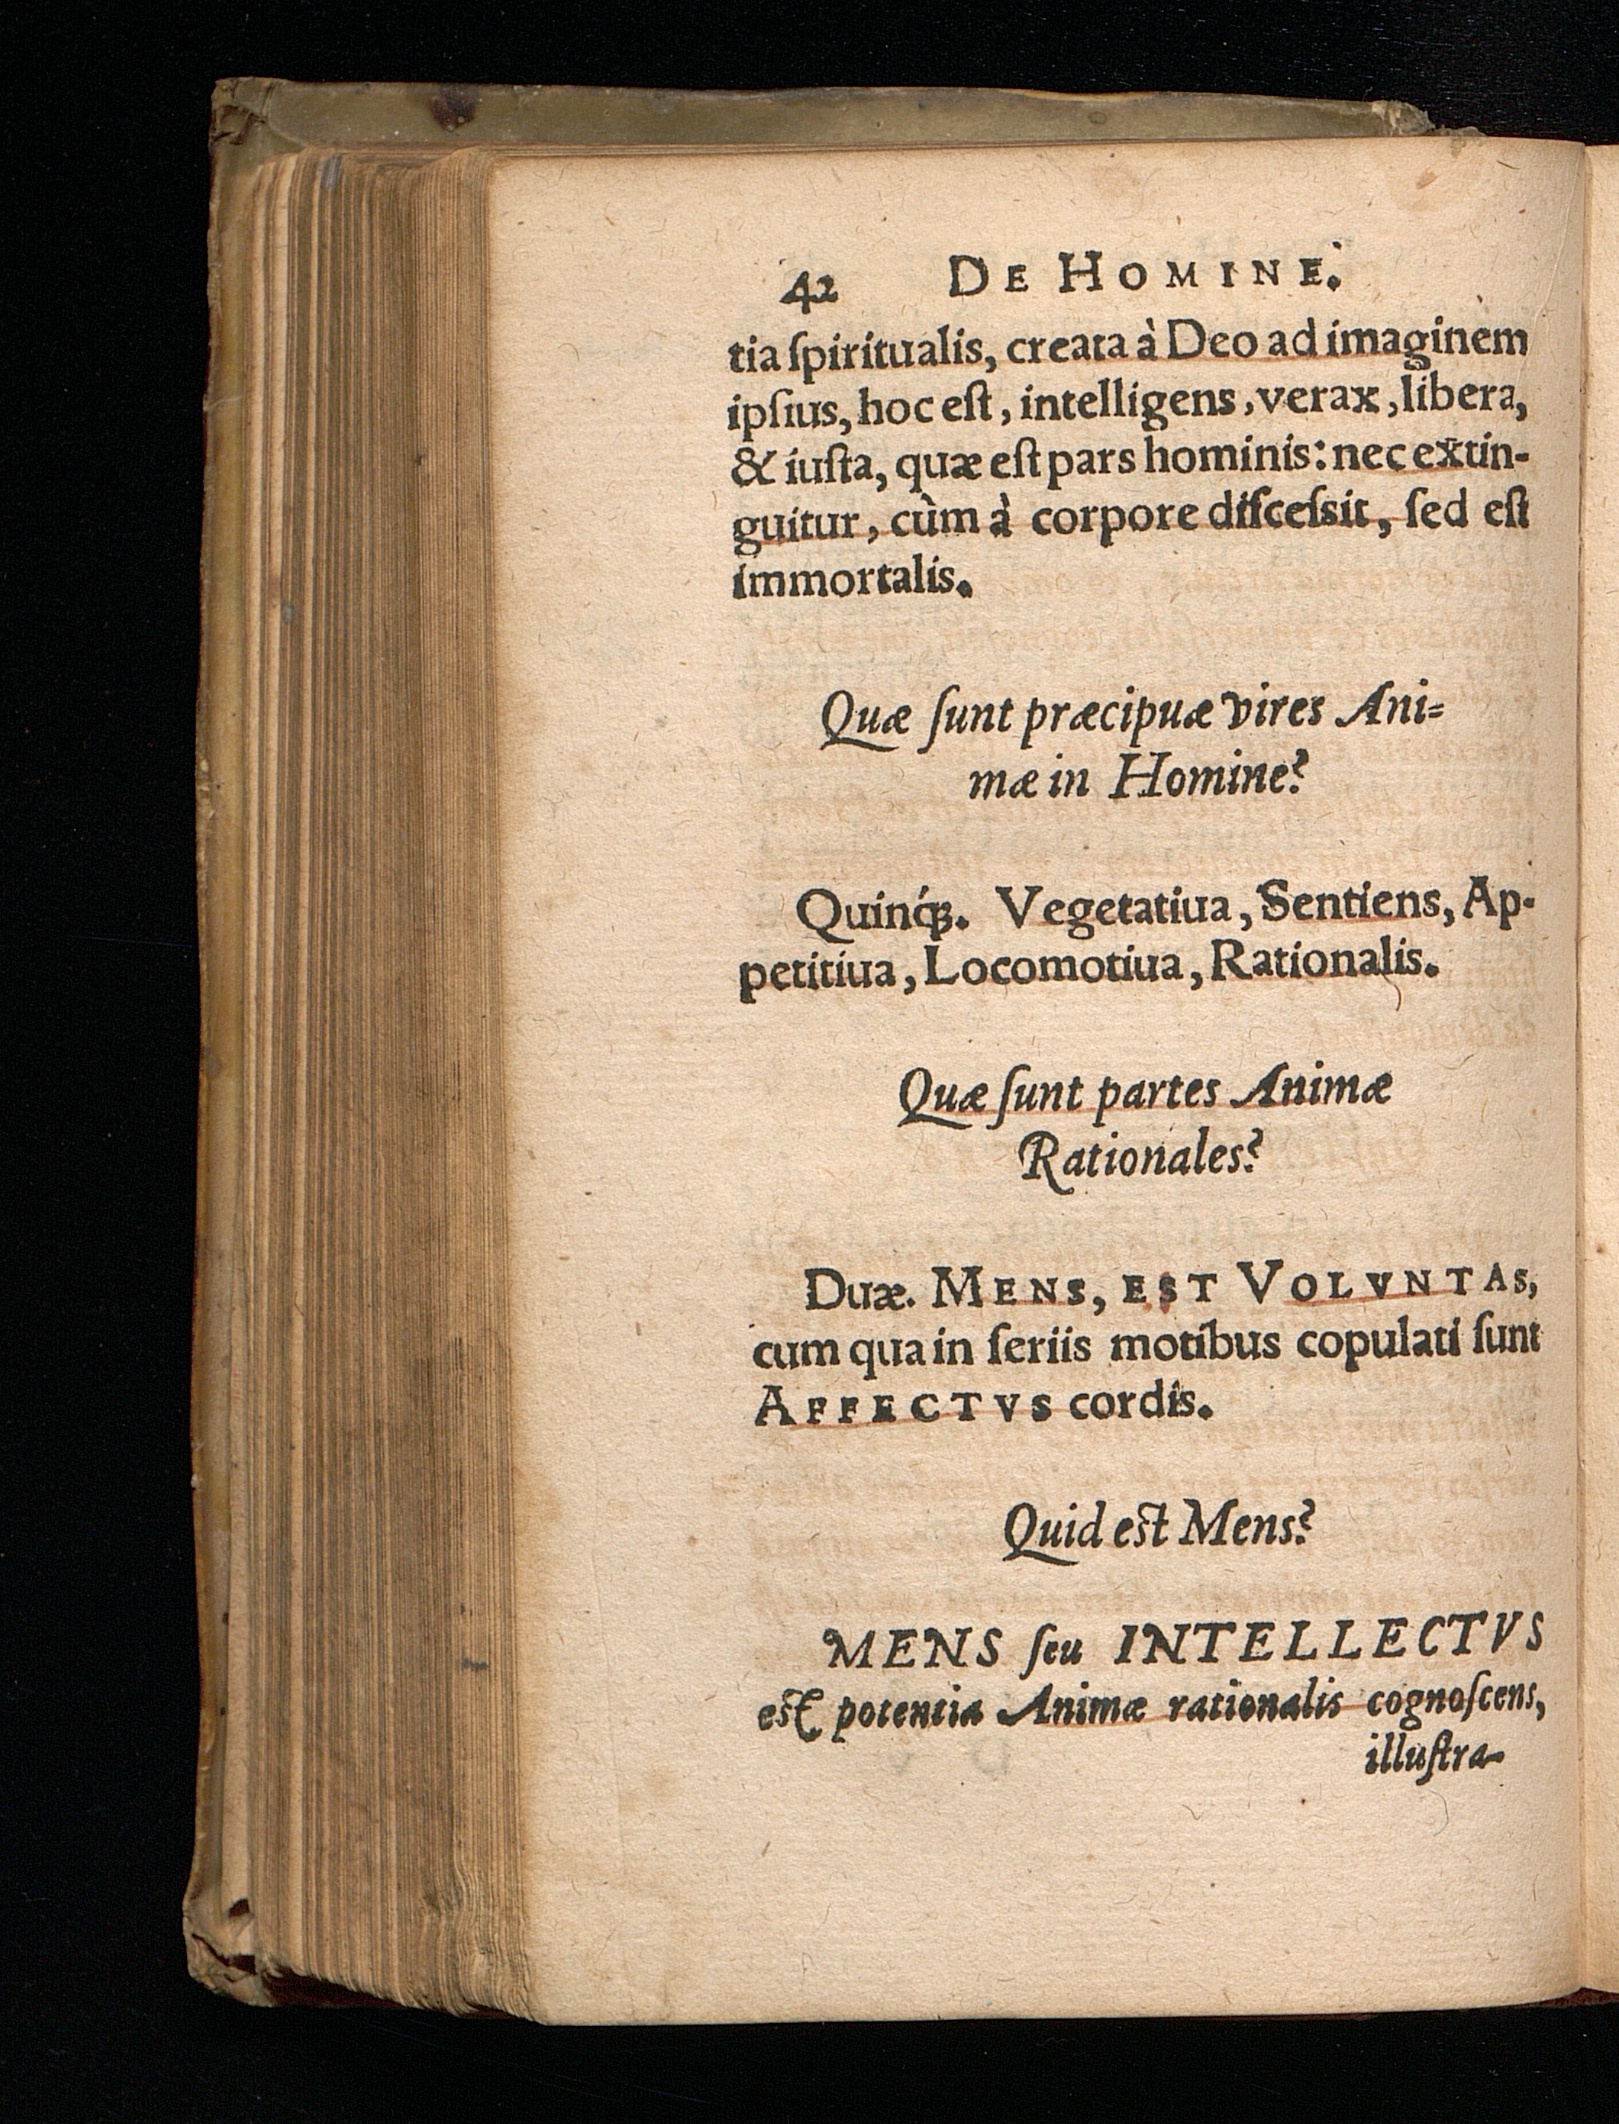 42 DE HOMINE.
tia ſpiritualis, creata à Deo ad imaginem
ipſius, hoc eſt, intelligens, verax, libera,
& iuſta, quæ eſt pars hominis: nec extin-
guitur, cùm à corpore diſceſsit, ſed eſt
immortalis.
Quæ ſunt præcipuæ vires Ani-
mæ in Homine?
Quinq́ꝫ. Vegetatiua, Sentiens, Ap-
petitiua, Locomotiua, Rationalis.
Quæ ſunt partes Animæ
Rationales?
Duæ. MENS, EST VOLVNTAS,
cum qua in ſeriis motibus copulati ſunt
AFFECTVS cordis.
Quid eſt Mens?
MENS ſeu INTELLECTVS
eſt potentia Animæ rationalis cognoſcens,
illuſtra-